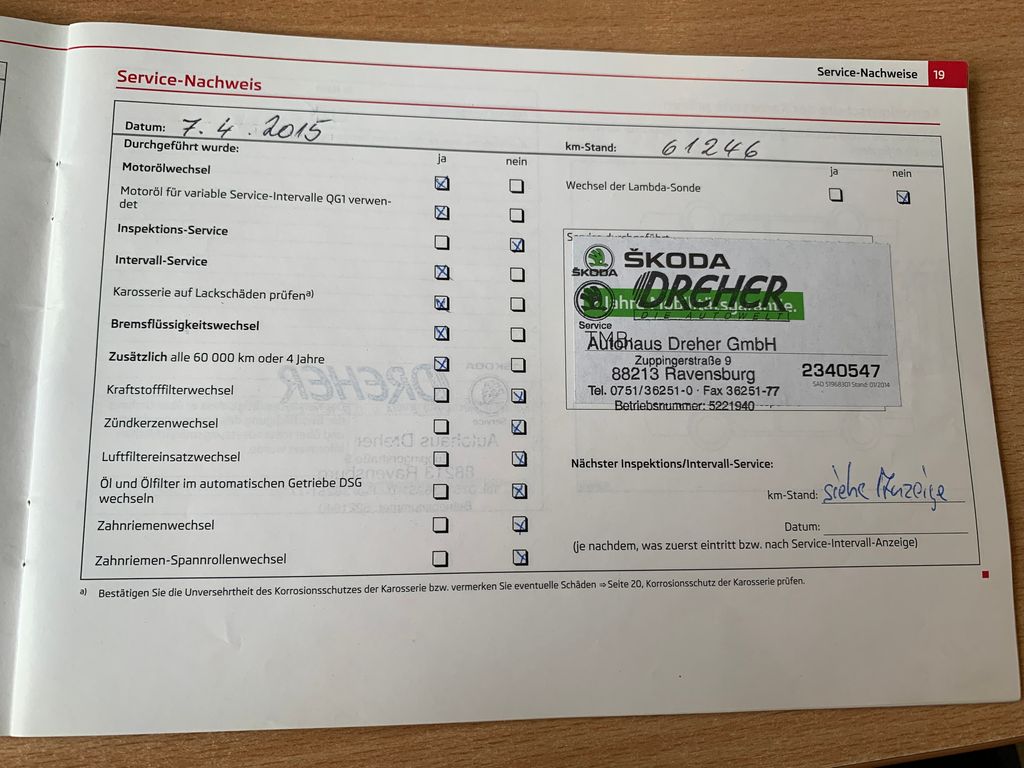 Service-Nachweise 19
Service-Nachweis
Datum: 7.4.2015
km-Stand: 61246
Durchgeführt wurde:
ja nein
Motorölwechsel
Motoröl für variable Service-Intervalle QG1 verwen-
det
Inspektions-Service
Intervall-Service
Karosserie auf Lackschäden prüfen a)
Bremsflüssigkeitswechsel
Zusätzlich alle 60 000 km oder 4 Jahre
Kraftstofffilterwechsel
Zündkerzenwechsel
Luftfiltereinsatzwechsel
Öl und Ölfilter im automatischen Getriebe DSG
wechseln
Zahnriemenwechsel
Zahnriemen-Spannrollenwechsel
ja nein
Wechsel der Lambda-Sonde
ŠKODA
ŠKODA
DREHER
DIE AUTOWELT
Service
TMB
Autohaus Dreher GmbH
Zuppingerstraße 9
88213 Ravensburg
Tel. 0751/36251-0 · Fax 36251-77
Betriebsnummer: 5221940
2340547
SAD 51968301 Stand: 01/2014
Nächster Inspektions/Intervall-Service:
km-Stand: siehe Anzeige
Datum:
(je nachdem, was zuerst eintritt bzw. nach Service-Intervall-Anzeige)
a) Bestätigen Sie die Unversehrtheit des Korrosionsschutzes der Karosserie bzw. vermerken Sie eventuelle Schäden ⇒ Seite 20, Korrosionsschutz der Karosserie prüfen.